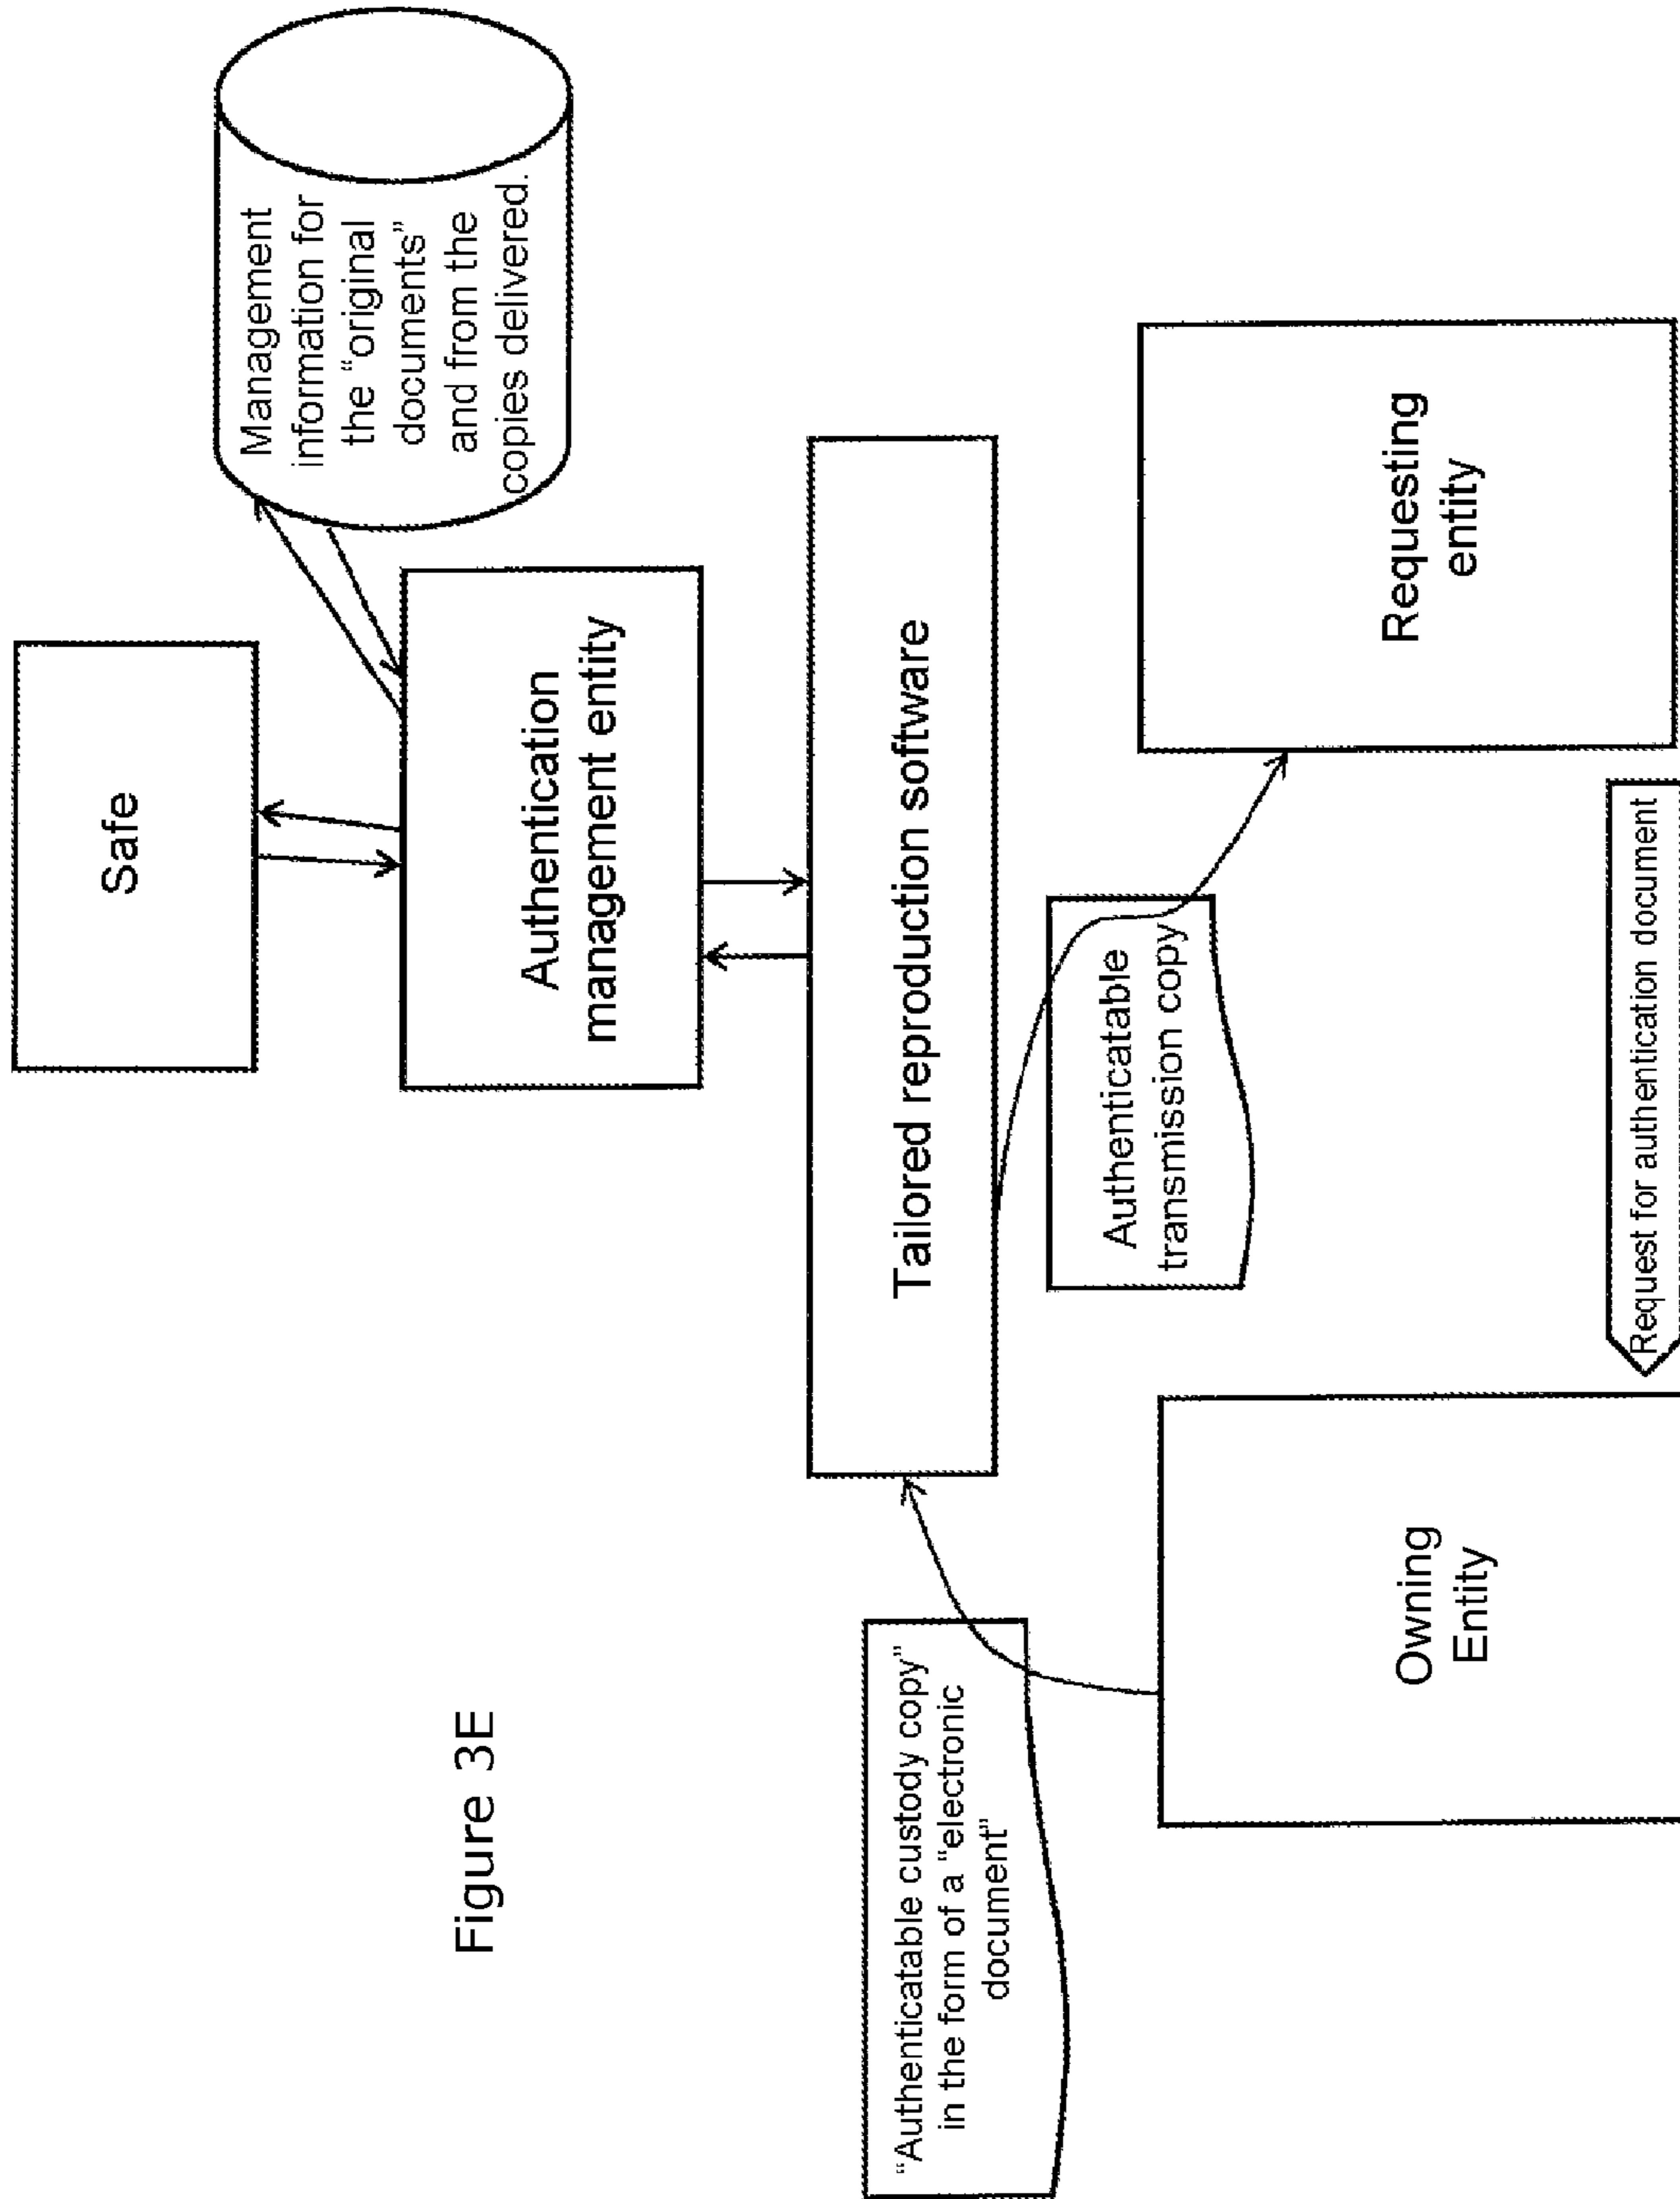 Figure 3E
Safe
Management
information for
the "original
documents"
and from the
copies delivered.
Authentication
management entity
Tailored reproduction software
"Authenticatable custody copy"
in the form of a "electronic
document"
Authenticatable
transmission copy
Owning
Entity
Requesting
entity
Request for authentication document